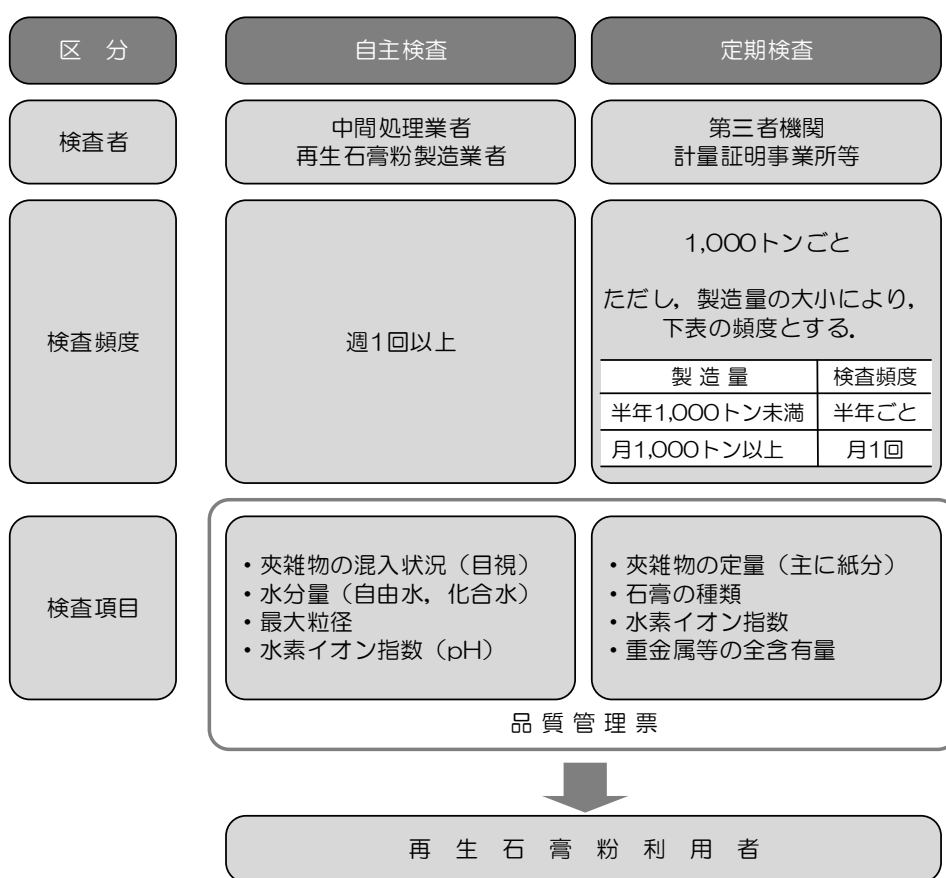 区　分
自主検査
定期検査
検査者
中間処理業者
再生石膏粉製造業者
第三者機関
計量証明事業所等
検査頻度
週1回以上
1,000トンごと
ただし，製造量の大小により，
下表の頻度とする．
製 造 量　検査頻度
半年1,000トン未満　半年ごと
月1,000トン以上　月1回
検査項目
・夾雑物の混入状況（目視）
・水分量（自由水，化合水）
・最大粒径
・水素イオン指数（pH）
・夾雑物の定量（主に紙分）
・石膏の種類
・水素イオン指数
・重金属等の全含有量
品 質 管 理 票
再 生 石 膏 粉 利 用 者